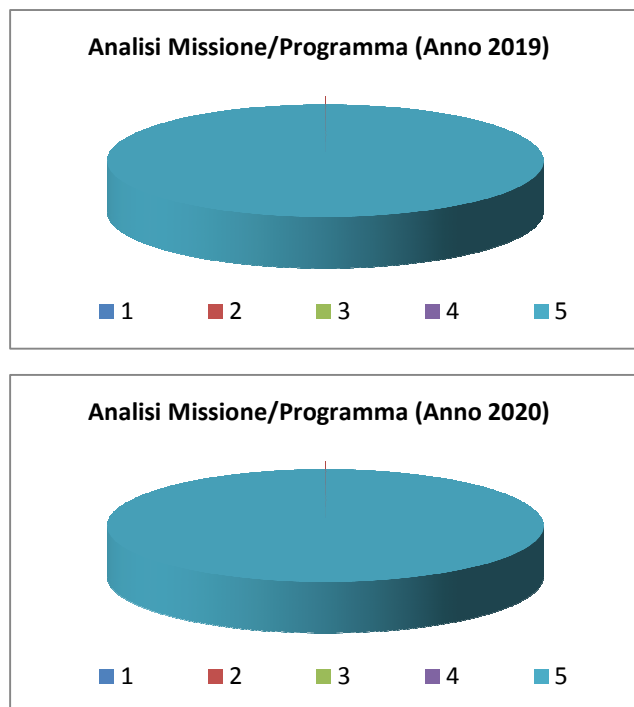 Analisi Missione/Programma (Anno 2019)
1 2 3 4 5
Analisi Missione/Programma (Anno 2020)
1 2 3 4 5